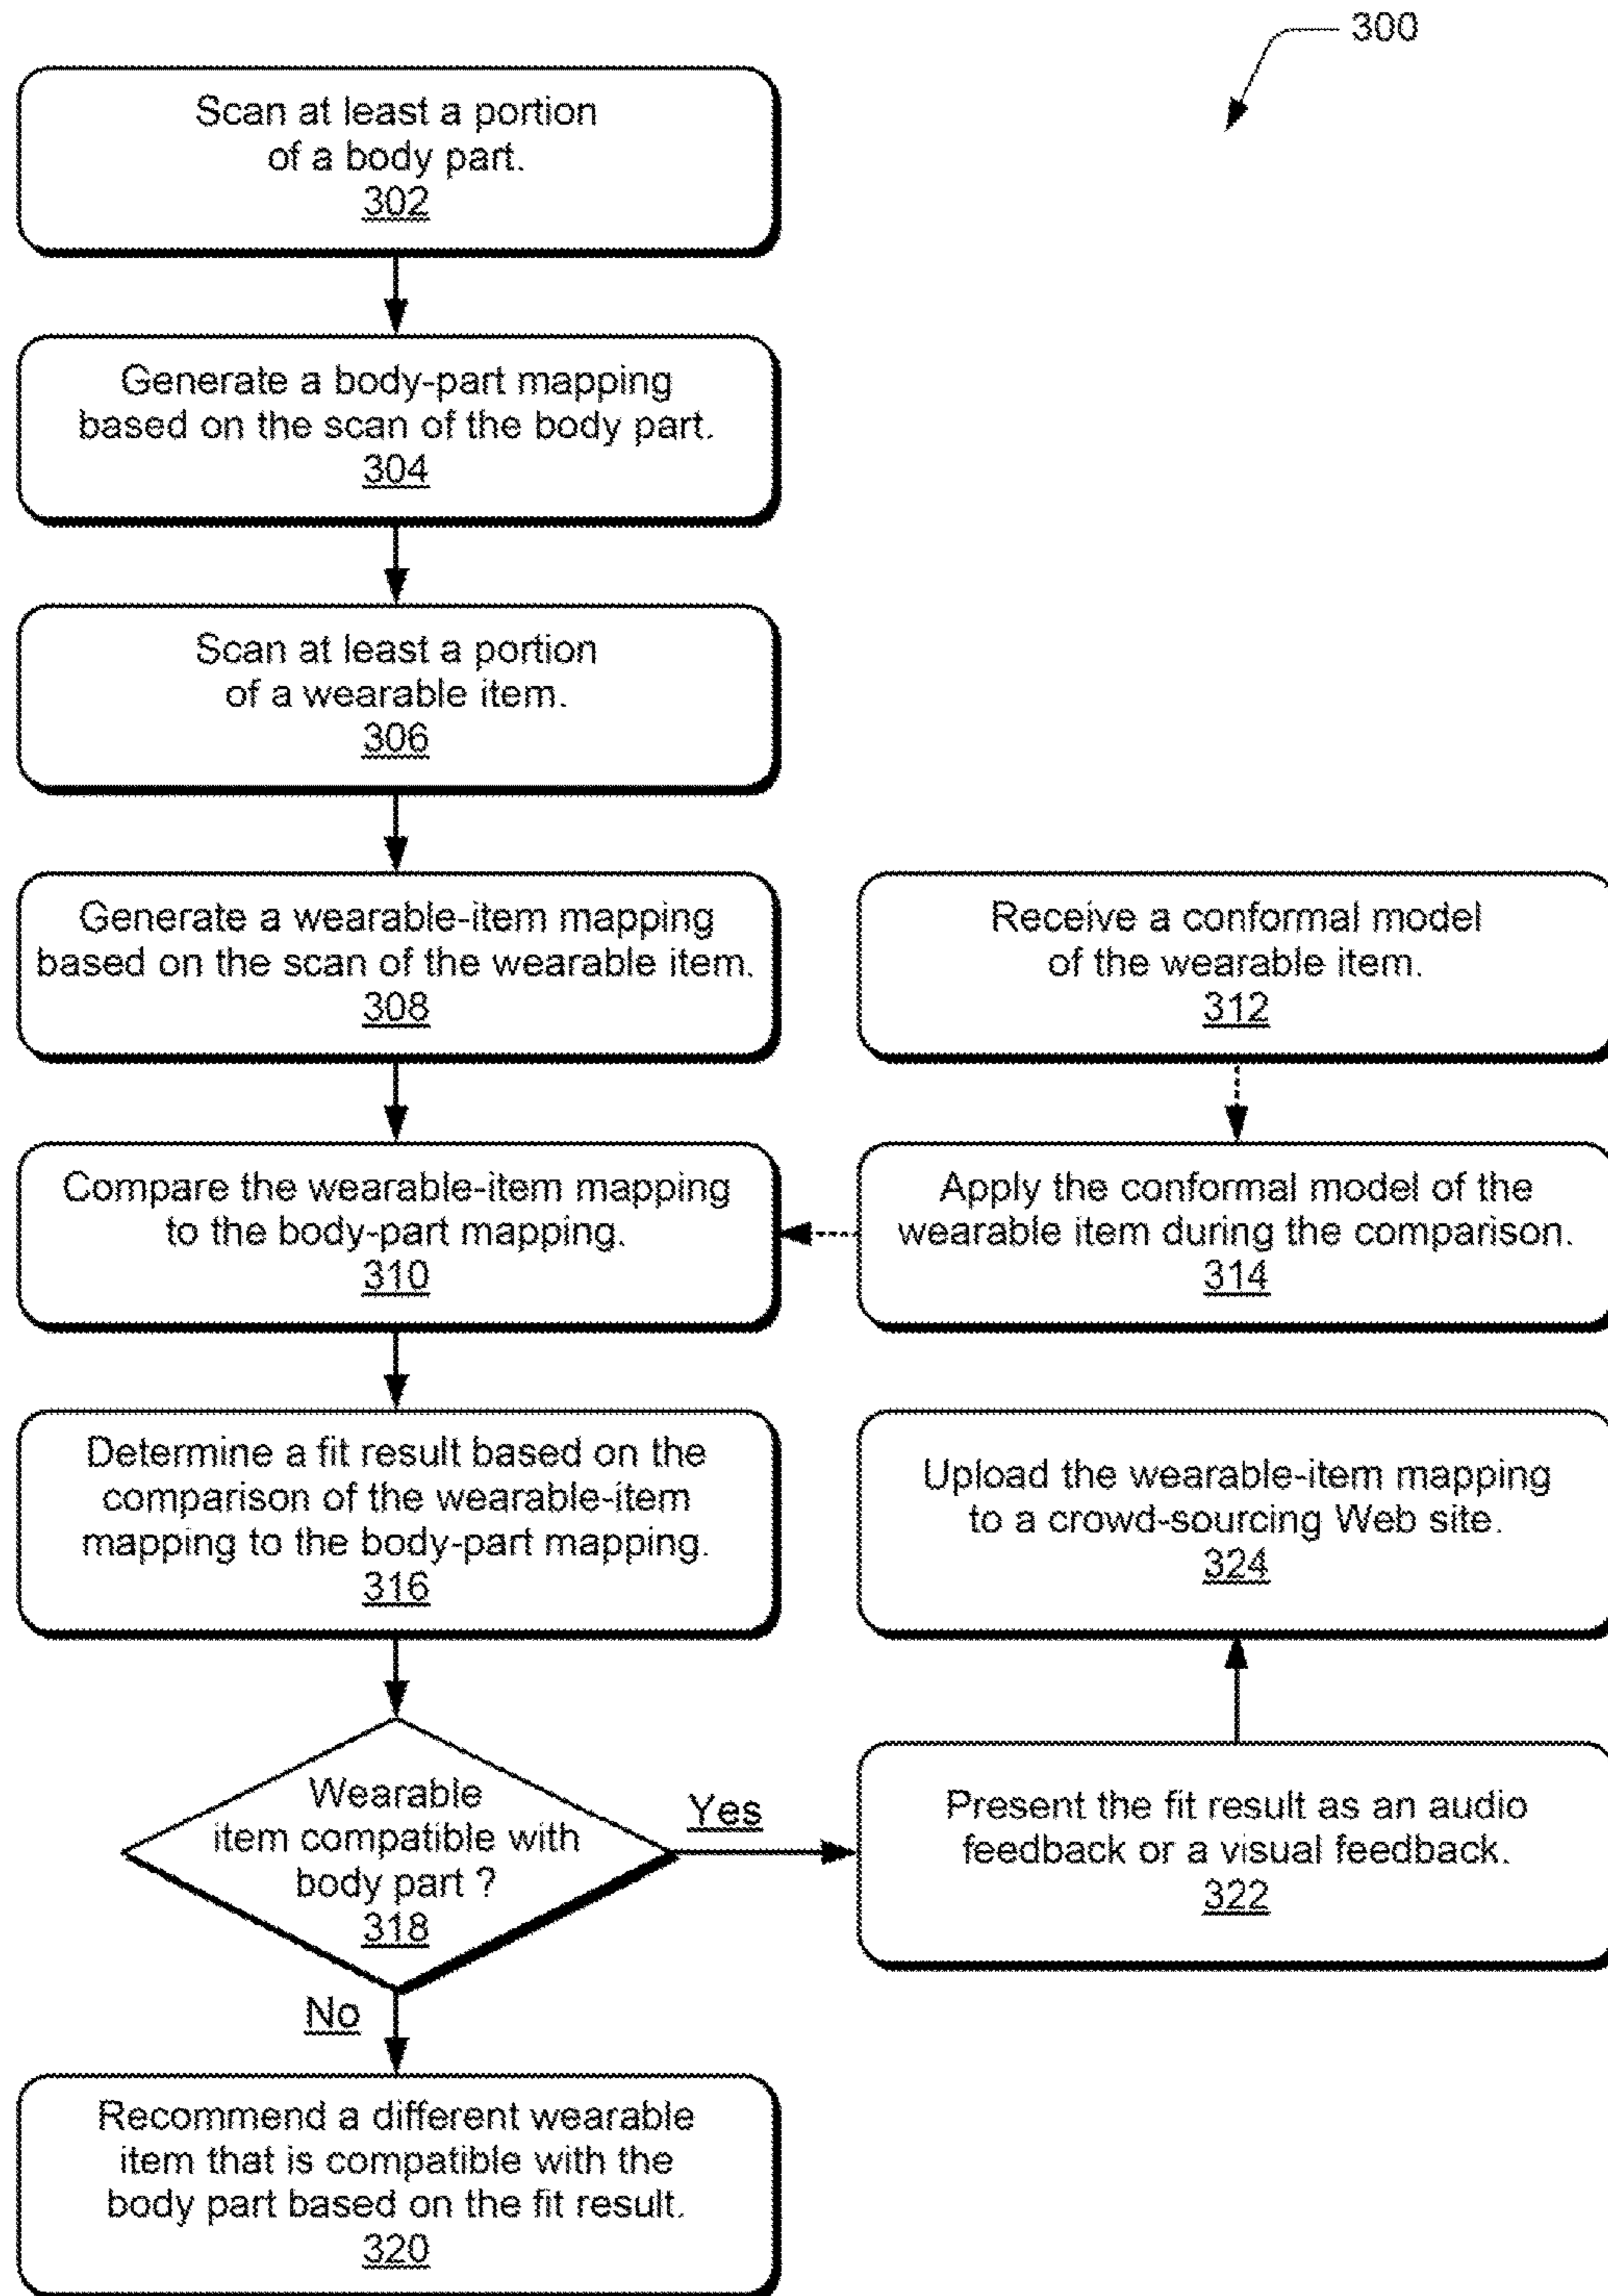 300
Scan at least a portion
of a body part.
302
Generate a body-part mapping
based on the scan of the body part.
304
Scan at least a portion
of a wearable item.
306
Generate a wearable-item mapping
based on the scan of the wearable item.
308
Receive a conformal model
of the wearable item.
312
Compare the wearable-item mapping
to the body-part mapping.
310
Apply the conformal model of the
wearable item during the comparison.
314
Determine a fit result based on the
comparison of the wearable-item
mapping to the body-part mapping.
316
Upload the wearable-item mapping
to a crowd-sourcing Web site.
324
Wearable
item compatible with
body part ?
318
Yes
Present the fit result as an audio
feedback or a visual feedback.
322
No
Recommend a different wearable
item that is compatible with the
body part based on the fit result.
320